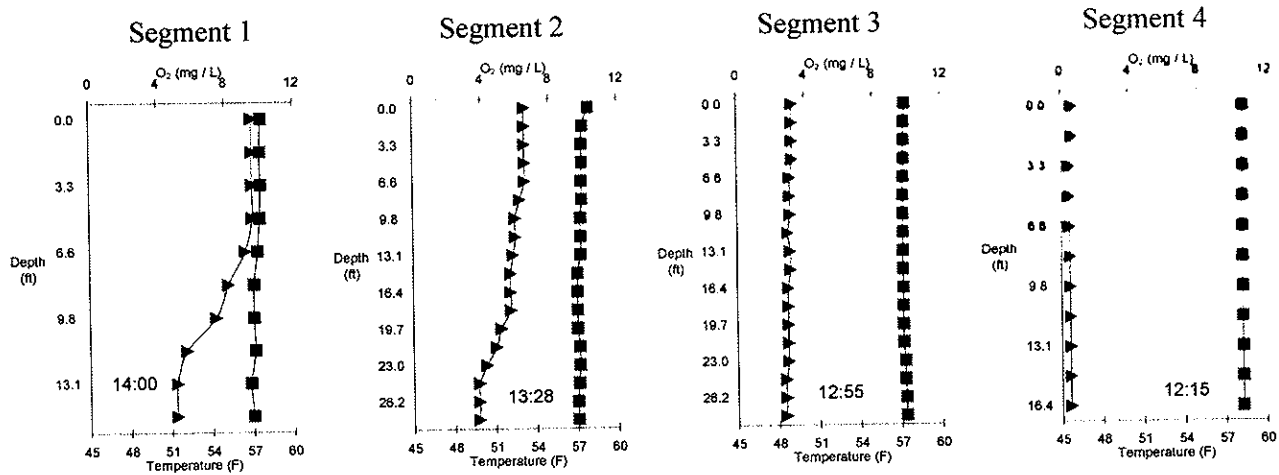 Segment 1
O₂ (mg / L)
0 4 8 12
0.0
3.3
6.6
9.8
13.1
Depth
(ft)
14:00
45 48 51 54 57 60
Temperature (F)
Segment 2
O₂ (mg / L)
0 4 8 12
0.0
3.3
6.6
9.8
13.1
16.4
19.7
23.0
26.2
Depth
(ft)
13:28
45 48 51 54 57 60
Temperature (F)
Segment 3
O₂ (mg / L)
0 4 8 12
0.0
3.3
6.6
9.8
13.1
16.4
19.7
23.0
26.2
Depth
(ft)
12:55
45 48 51 54 57 60
Temperature (F)
Segment 4
O₂ (mg / L)
0 4 8 12
0.0
3.3
6.6
9.8
13.1
16.4
Depth
(ft)
12:15
45 48 51 54 57 60
Temperature (F)